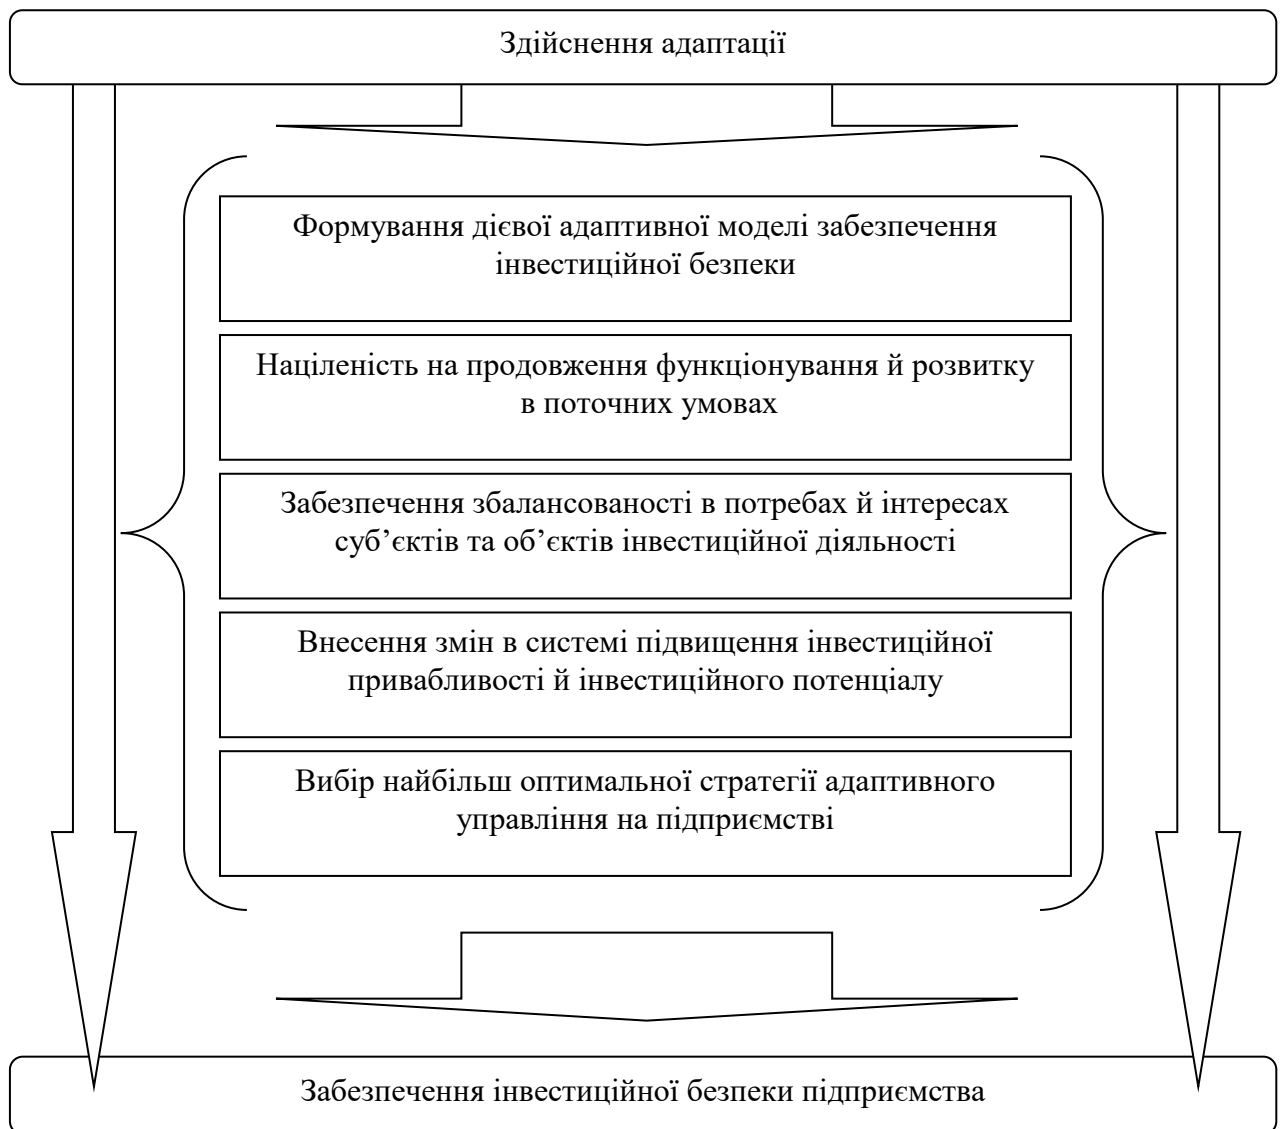 Здійснення адаптації
Формування дієвої адаптивної моделі забезпечення
інвестиційної безпеки
Націленість на продовження функціонування й розвитку
в поточних умовах
Забезпечення збалансованості в потребах й інтересах
суб’єктів та об’єктів інвестиційної діяльності
Внесення змін в системі підвищення інвестиційної
привабливості й інвестиційного потенціалу
Вибір найбільш оптимальної стратегії адаптивного
управління на підприємстві
Забезпечення інвестиційної безпеки підприємства